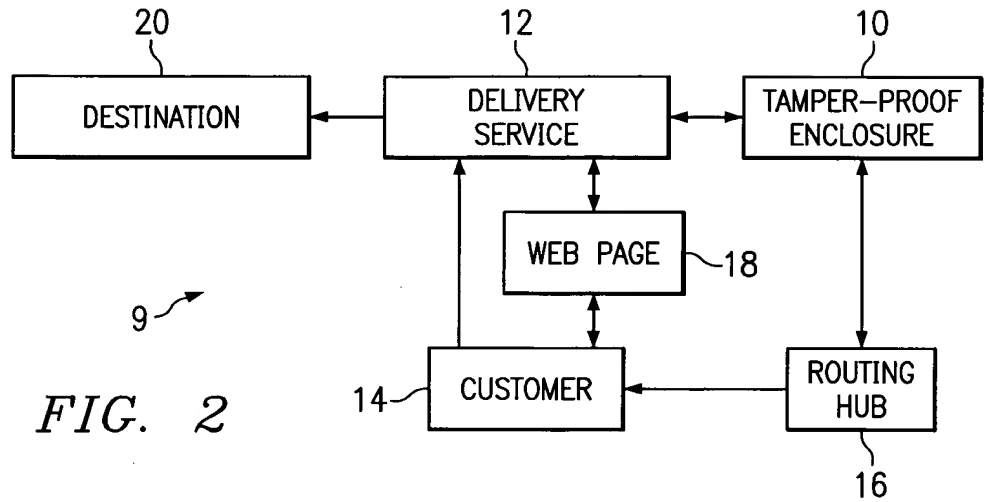 20
12
10
DESTINATION
DELIVERY
SERVICE
TAMPER-PROOF
ENCLOSURE
WEB PAGE
18
9
14
CUSTOMER
ROUTING
HUB
16
FIG. 2